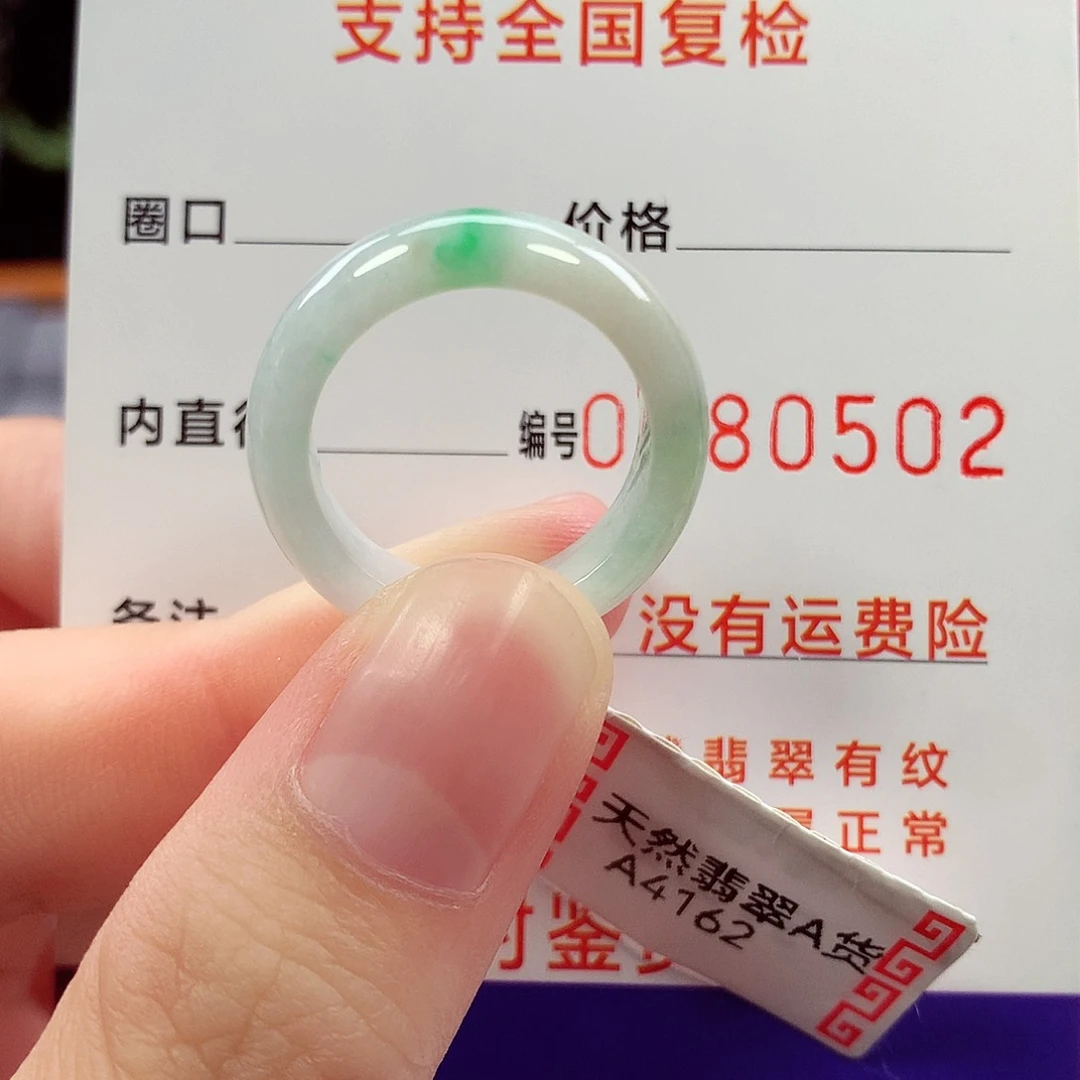 支持全国复检
圈口 价格
内直 编号0 80502
没有运费险
翡翠有纹
正常
天然翡翠A货
A4162